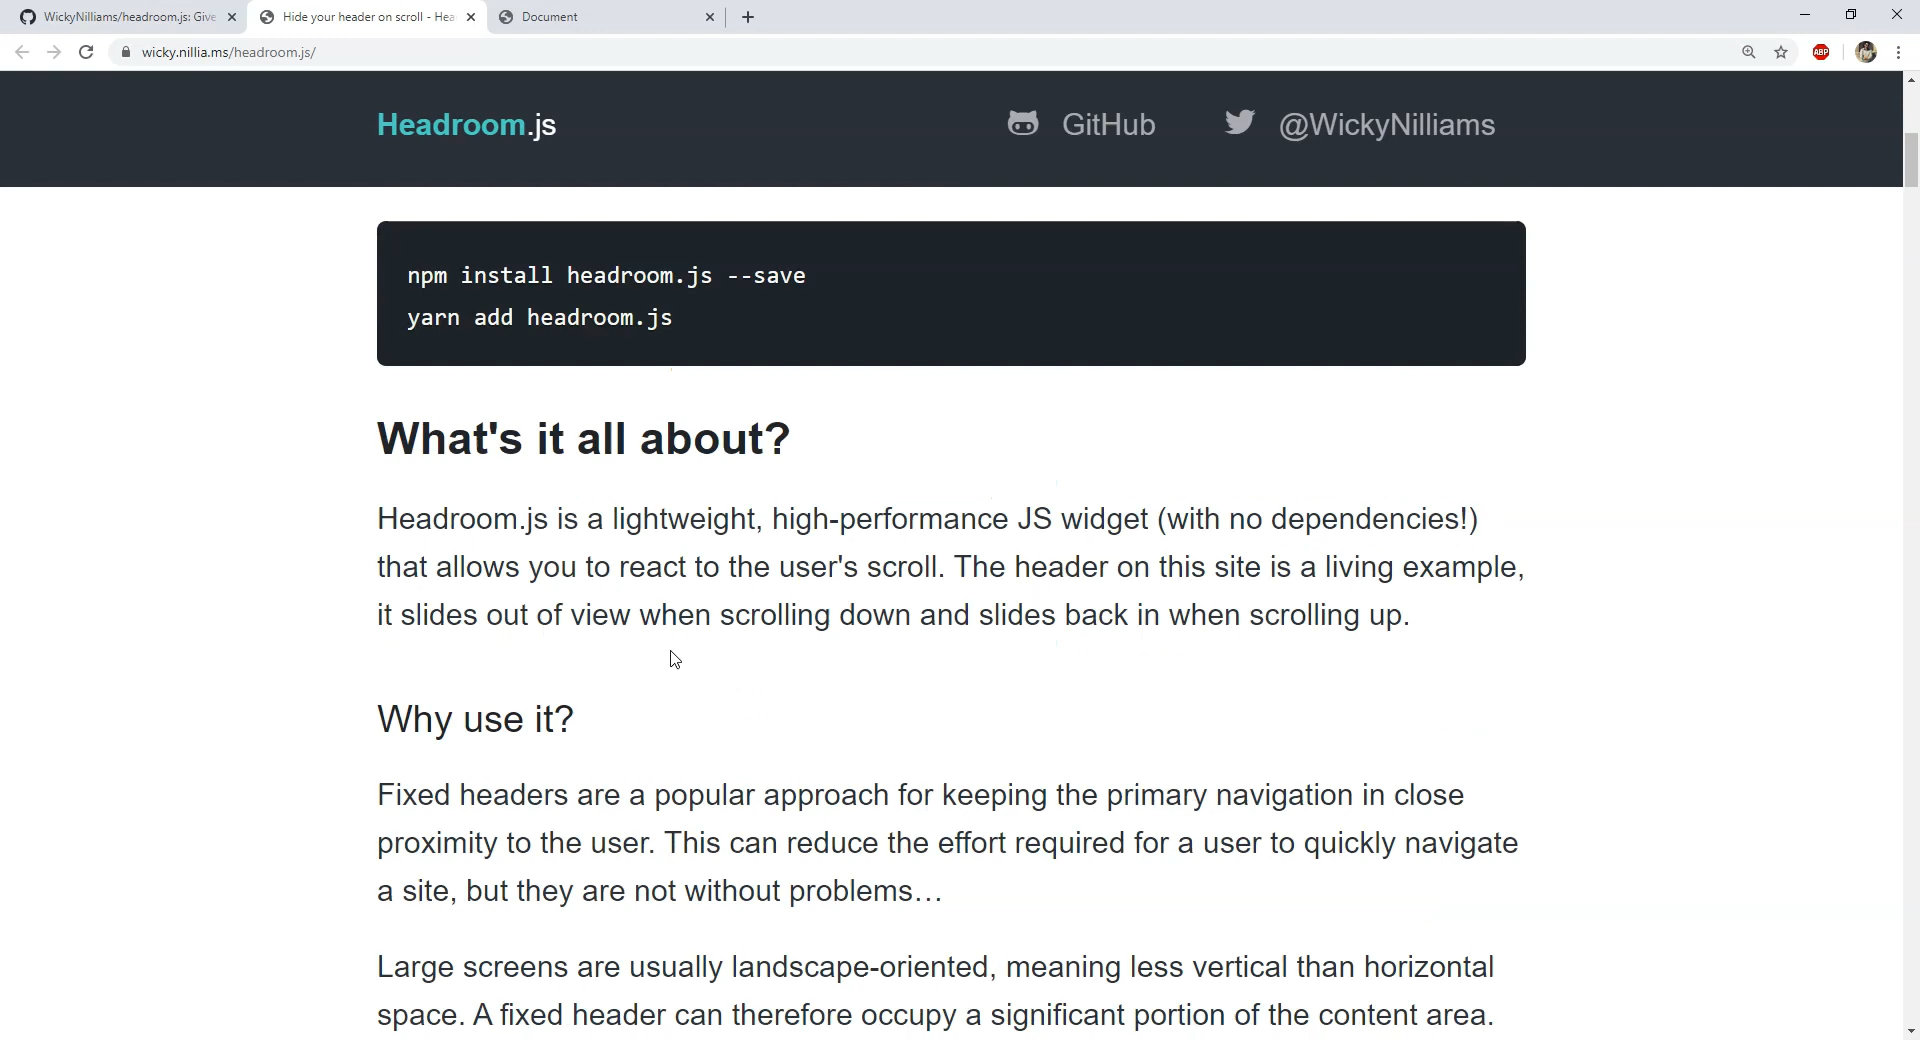 WickyNilliams/headroom.js: Give
Hide your header on scroll - Hea
Document
wicky.nillia.ms/headroom.js/
ABP
Headroom.js
GitHub
@WickyNilliams
npm install headroom.js --save
yarn add headroom.js
What's it all about?
Headroom.js is a lightweight, high-performance JS widget (with no dependencies!)
that allows you to react to the user's scroll. The header on this site is a living example,
it slides out of view when scrolling down and slides back in when scrolling up.
Why use it?
Fixed headers are a popular approach for keeping the primary navigation in close
proximity to the user. This can reduce the effort required for a user to quickly navigate
a site, but they are not without problems…
Large screens are usually landscape-oriented, meaning less vertical than horizontal
space. A fixed header can therefore occupy a significant portion of the content area.